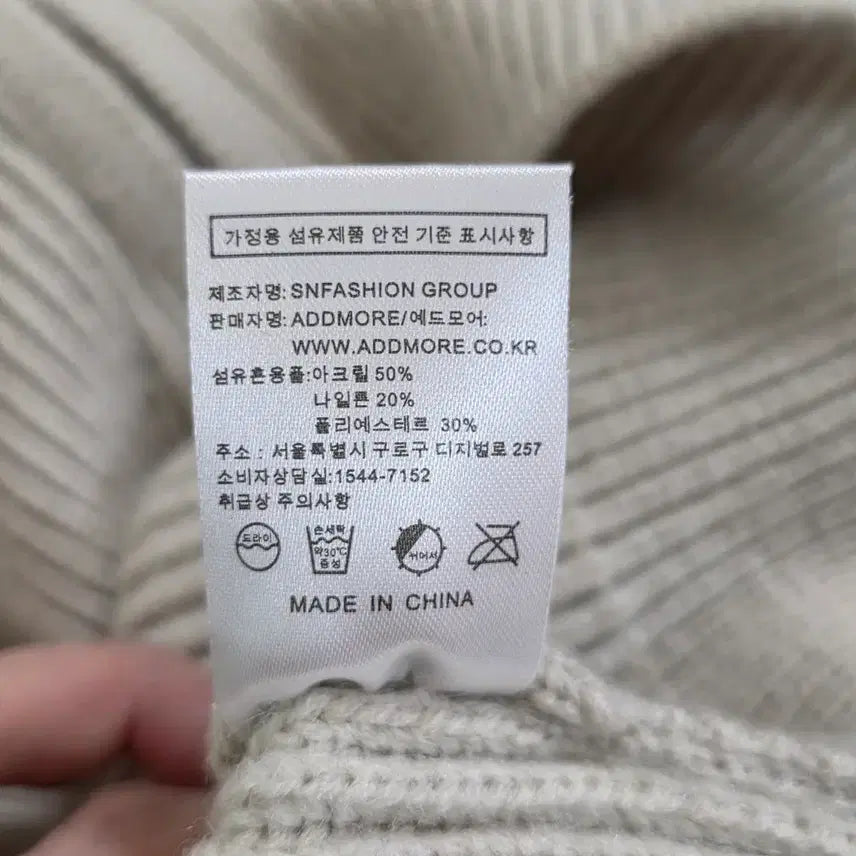 가정용 섬유제품 안전 기준 표시사항
제조자명: SNFASHION GROUP
판매자명: ADDMORE/에드모어:
WWW.ADDMORE.CO.KR
섬유혼용률:아크릴 50%
나일론 20%
폴리에스테르 30%
주소 : 서울특별시 구로구 디지벌로 257
소비자상담실:1544-7152
취급상 주의사항
드라이
손세탁
약30℃
중성
뉘어서
MADE IN CHINA